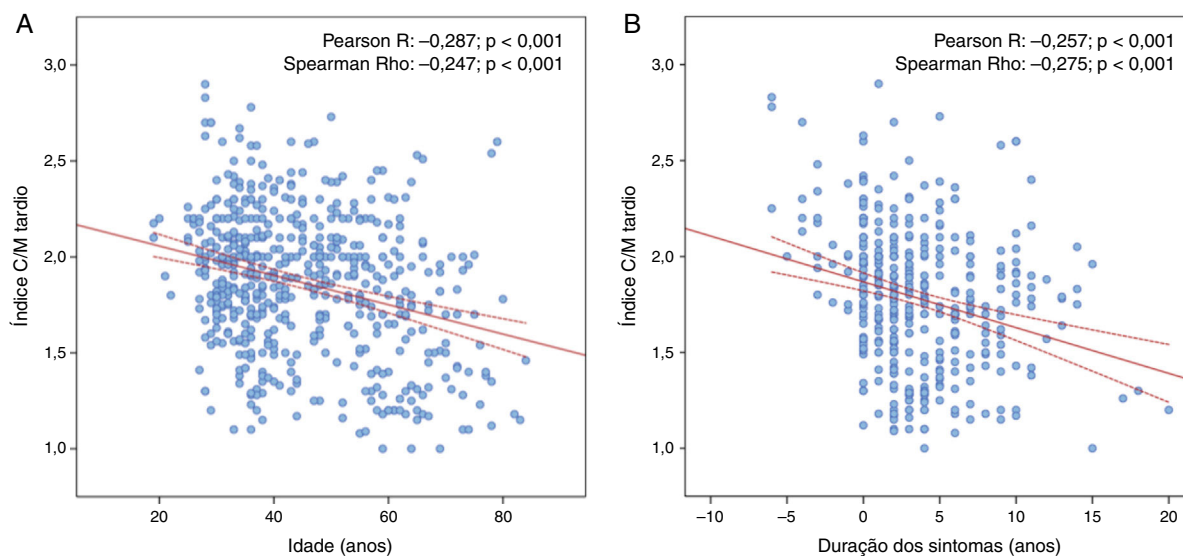 A
Pearson R: –0,287; p < 0,001
Spearman Rho: –0,247; p < 0,001
3,0
2,5
2,0
1,5
1,0
Índice C/M tardio
20
40
60
80
Idade (anos)
B
Pearson R: –0,257; p < 0,001
Spearman Rho: –0,275; p < 0,001
3,0
2,5
2,0
1,5
1,0
Índice C/M tardio
–10
–5
0
5
10
15
20
Duração dos sintomas (anos)